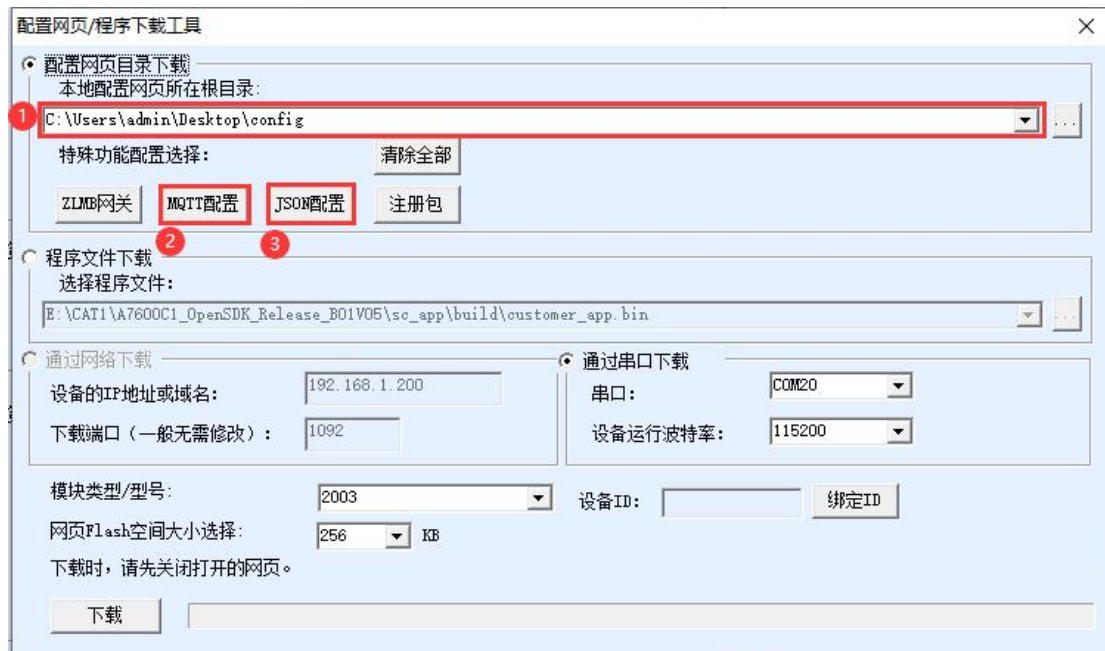 配置网页/程序下载工具
配置网页目录下载
本地配置网页所在根目录:
1
C:\Users\admin\Desktop\config
...
特殊功能配置选择:
清除全部
ZLMB网关
MQTT配置
JSON配置
注册包
2
3
程序文件下载
选择程序文件:
E:\CAT1\A7600C1_OpenSDK_Release_B01V05\sc_app\build\customer_app.bin
...
通过网络下载
设备的IP地址或域名:
192.168.1.200
下载端口（一般无需修改）:
1092
通过串口下载
串口:
COM20
设备运行波特率:
115200
模块类型/型号:
2003
设备ID:
绑定ID
网页Flash空间大小选择:
256
KB
下载时，请先关闭打开的网页。
下载